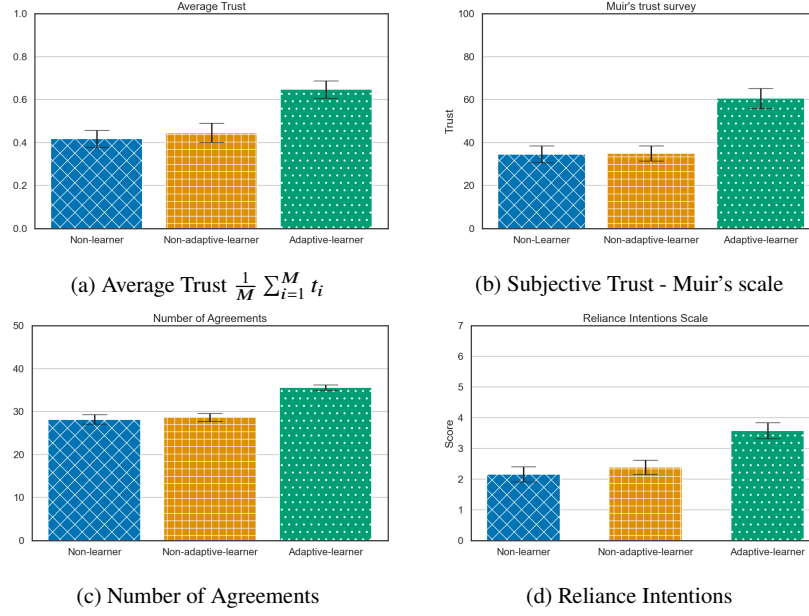 Average Trust
1.0
0.8
0.6
0.4
0.2
0.0
Non-learner Non-adaptive-learner Adaptive-learner
(a) Average Trust $\frac{1}{M} \sum_{i=1}^{M} t_i$
Muir's trust survey
100
80
60
40
20
0
Trust
Non-Learner Non-adaptive-learner Adaptive-learner
(b) Subjective Trust - Muir's scale
Number of Agreements
50
40
30
20
10
0
Non-learner Non-adaptive-learner Adaptive-learner
(c) Number of Agreements
Reliance Intentions Scale
7
6
5
4
3
2
1
0
Score
Non-learner Non-adaptive-learner Adaptive-learner
(d) Reliance Intentions